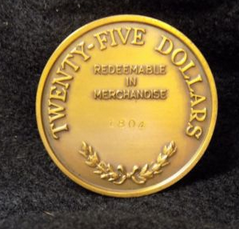 TWENTY-FIVE DOLLARS
REDEEMABLE
IN
MERCHANDISE